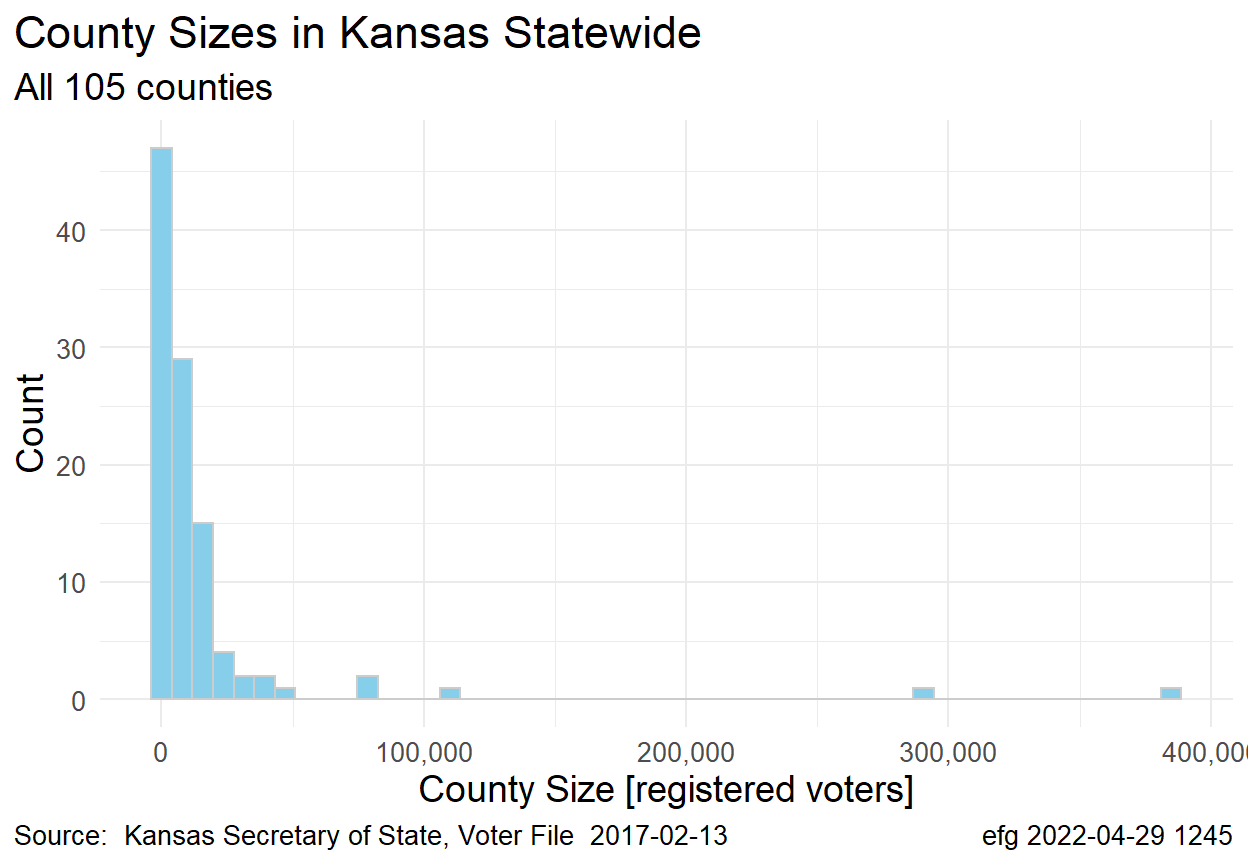 County Sizes in Kansas Statewide
All 105 counties
40
30
20
10
0
Count
0 100,000 200,000 300,000 400,00
County Size [registered voters]
Source:  Kansas Secretary of State, Voter File  2017-02-13 efg 2022-04-29 1245